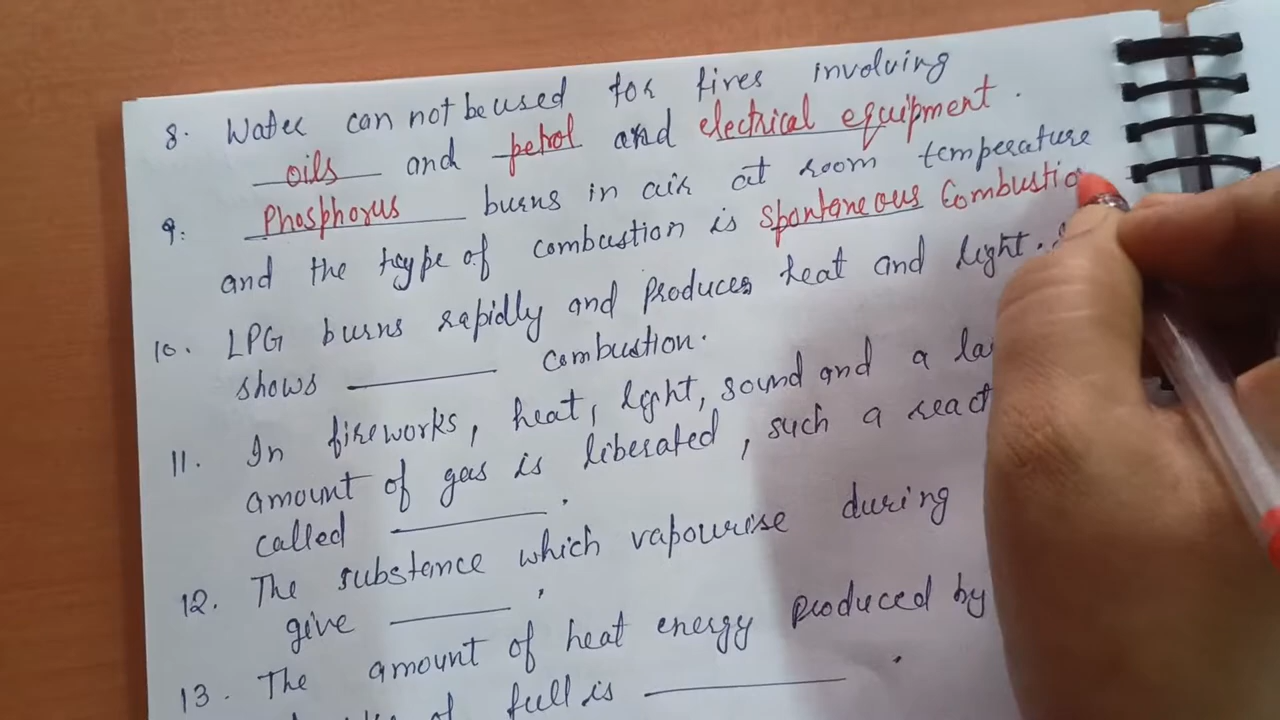 8. Water can not be used for fires involving
oils and petrol and electrical equipment.
9. Phosphorus burns in air at room temperature
and the type of combustion is spontaneous Combustio
10. LPG burns rapidly and produces heat and light.
shows ______ combustion.
11. In fireworks, heat, light, sound and a la
amount of gas is liberated, such a react
called ______.
12. The substance which vapourise during
give ______.
13. The amount of heat energy produced by
of full is ______.